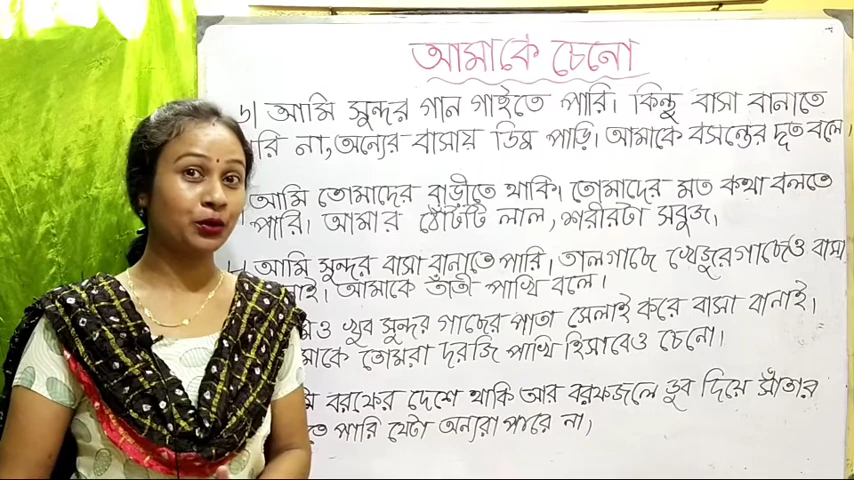 আমাকে চেনো
৬। আমি সুন্দর গান গাইতে পারি। কিন্তু বাসা বানাতে
রি না, অন্যের বাসায় ডিম পাড়ি। আমাকে বসন্তের দূত বলে।
আমি তোমাদের বাড়ীতে থাকি। তোমাদের মত কথা বলতে
পারি। আমার ঠোঁটটি লাল, শরীরটা সবুজ।
আমি সুন্দর বাসা বানাতে পারি। তালগাছে খেজুরগাছেও বাসা
আমাকে তাঁতী পাখি বলে।
ও খুব সুন্দর গাছের পাতা সেলাই করে বাসা বানাই।
মাকে তোমরা দরজি পাখি হিসাবেও চেনো।
বরফের দেশে থাকি আর বরফজলে ডুব দিয়ে সাঁতার
তে পারি যেটা অন্যরা পারে না।